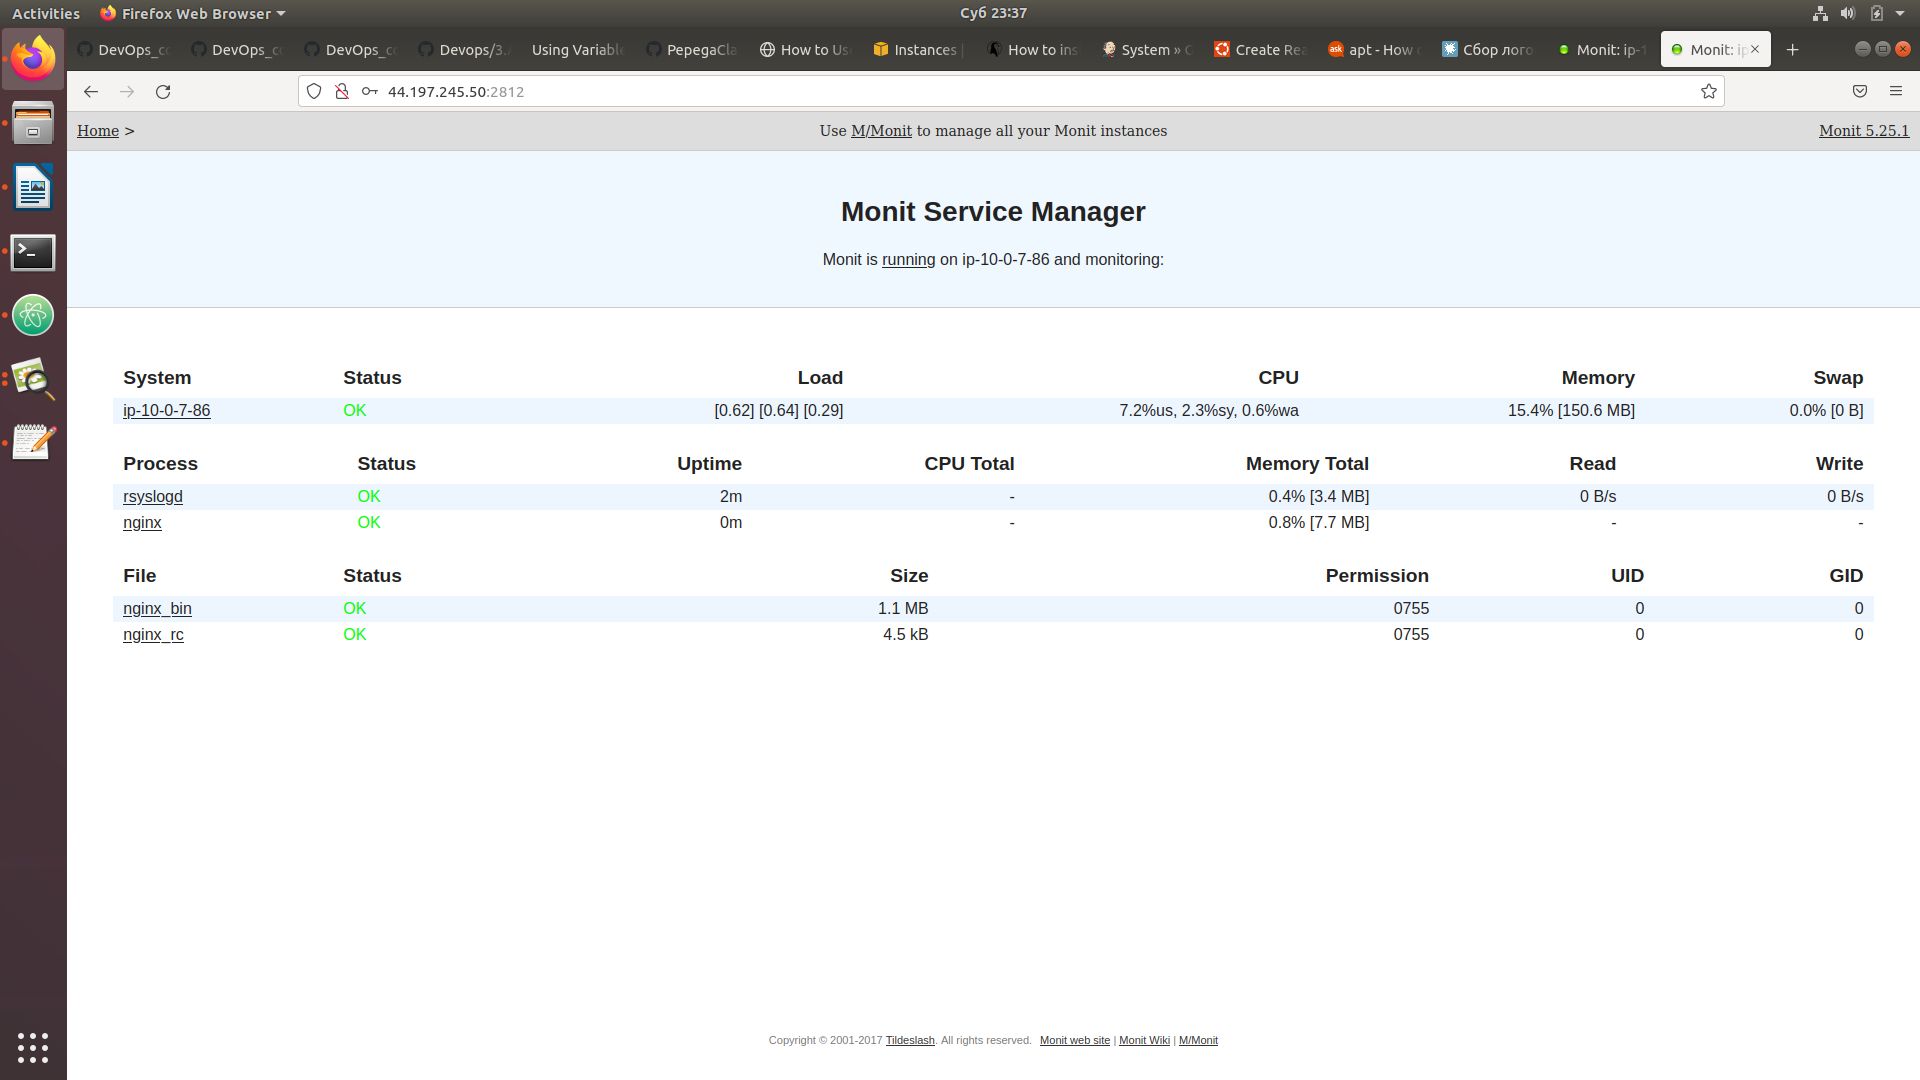 Activities Firefox Web Browser Суб 23:37
DevOps_cc DevOps_cc DevOps_cc Devops/3. Using Variable PepegaCla How to Us Instances | How to ins System » Create Rea apt - How Сбор лого Monit: ip-1 Monit: ip
44.197.245.50:2812
Home > Use M/Monit to manage all your Monit instances Monit 5.25.1
Monit Service Manager
Monit is running on ip-10-0-7-86 and monitoring:
System Status Load CPU Memory Swap
ip-10-0-7-86 OK [0.62] [0.64] [0.29] 7.2%us, 2.3%sy, 0.6%wa 15.4% [150.6 MB] 0.0% [0 B]
Process Status Uptime CPU Total Memory Total Read Write
rsyslogd OK 2m - 0.4% [3.4 MB] 0 B/s 0 B/s
nginx OK 0m - 0.8% [7.7 MB] - -
File Status Size Permission UID GID
nginx_bin OK 1.1 MB 0755 0 0
nginx_rc OK 4.5 kB 0755 0 0
Copyright © 2001-2017 Tildeslash. All rights reserved. Monit web site | Monit Wiki | M/Monit